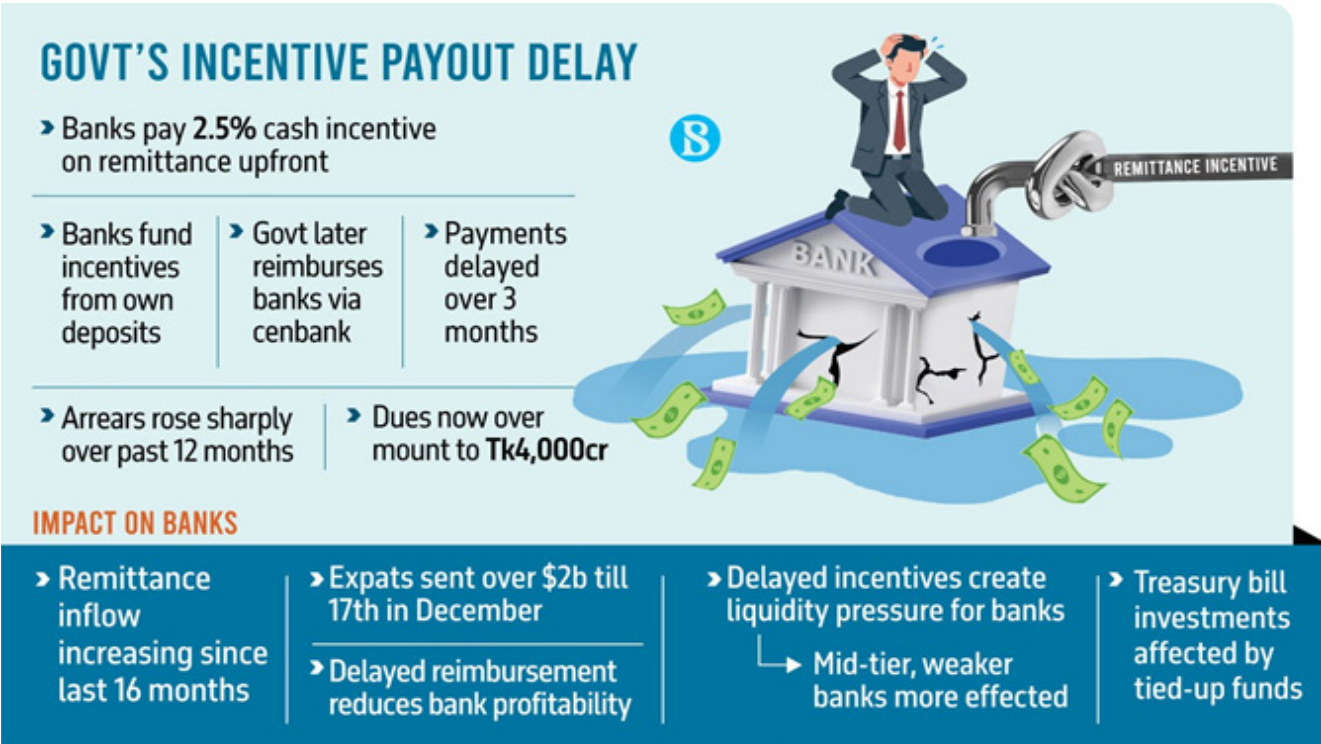 GOVT'S INCENTIVE PAYOUT DELAY
Banks pay 2.5% cash incentive
on remittance upfront
Banks fund
incentives
from own
deposits
Govt later
reimburses
banks via
cenbank
Payments
delayed
over 3
months
Arrears rose sharply
over past 12 months
Dues now over
mount to Tk4,000cr
REMITTANCE INCENTIVE
BANK
IMPACT ON BANKS
Remittance
inflow
increasing since
last 16 months
Expats sent over $2b till
17th in December
Delayed reimbursement
reduces bank profitability
Delayed incentives create
liquidity pressure for banks
Mid-tier, weaker
banks more effected
Treasury bill
investments
affected by
tied-up funds